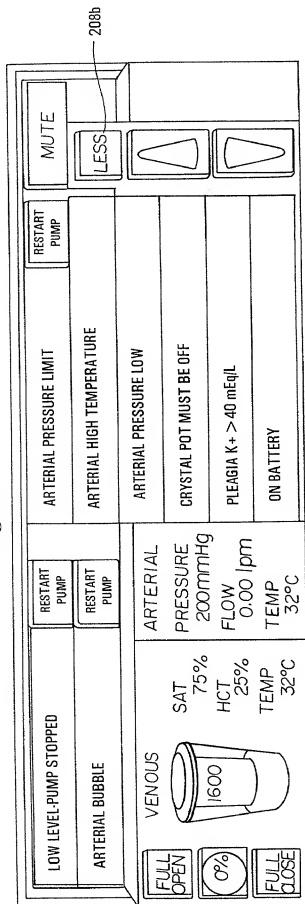 LOW LEVEL-PUMP STOPPED
RESTART
PUMP
ARTERIAL BUBBLE
RESTART
PUMP
ARTERIAL PRESSURE LIMIT
RESTART
PUMP
MUTE
ARTERIAL HIGH TEMPERATURE
LESS
208b
ARTERIAL PRESSURE LOW
CRYSTAL POT MUST BE OFF
PLEAGIA K+ > 40 mEq/L
ON BATTERY
FULL
OPEN
0%
FULL
CLOSE
VENOUS
1600
SAT
75%
HCT
25%
TEMP
32°C
ARTERIAL
PRESSURE
200mmHg
FLOW
0.00 lpm
TEMP
32°C